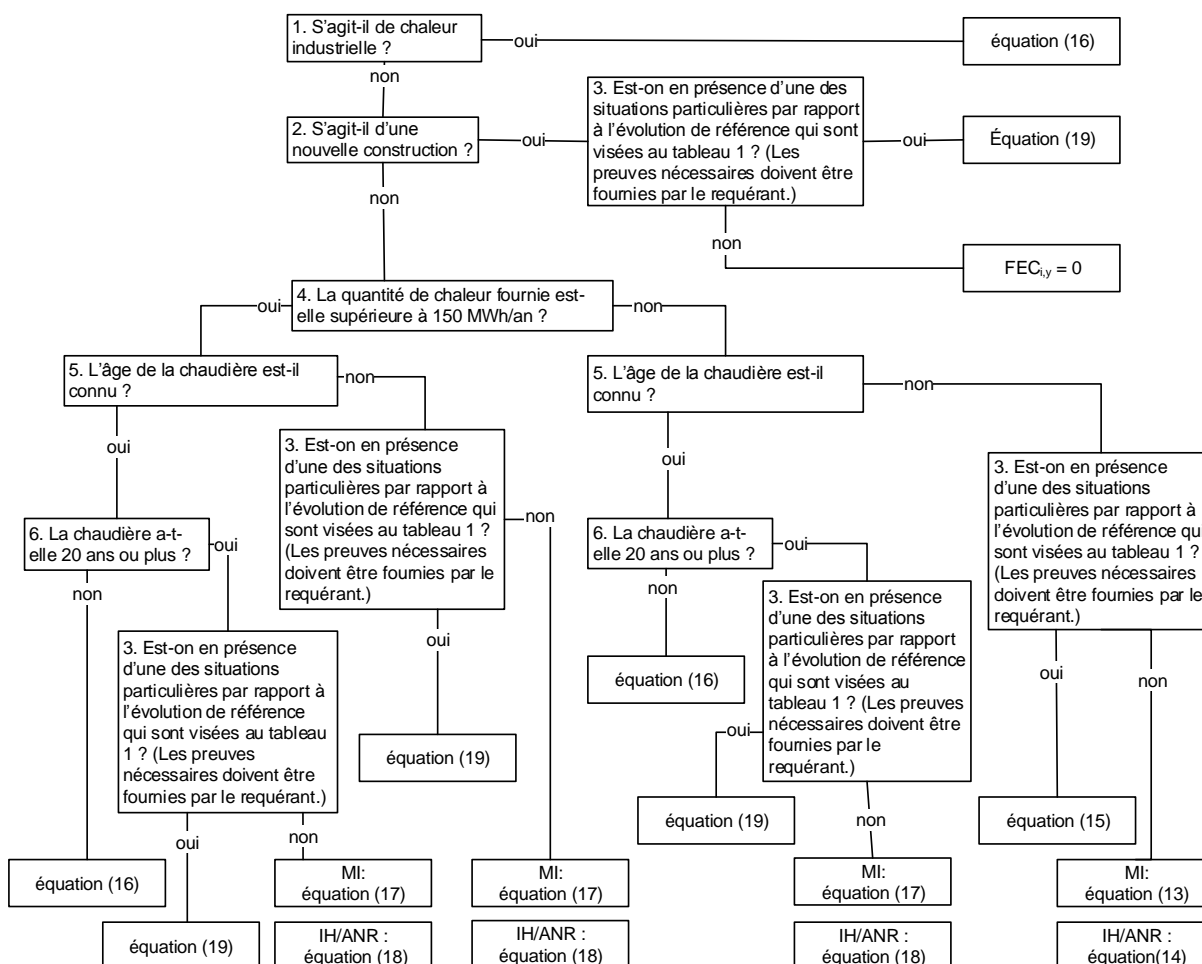 1. S'agit-il de chaleur
industrielle ?
oui
équation (16)
non
2. S'agit-il d'une
nouvelle construction ?
oui
3. Est-on en présence d'une des
situations particulières par rapport
à l'évolution de référence qui sont
visées au tableau 1 ? (Les
preuves nécessaires doivent être
fournies par le requérant.)
oui
Équation (19)
non
non
FECi,y = 0
4. La quantité de chaleur fournie est-
elle supérieure à 150 MWh/an ?
oui
non
5. L'âge de la chaudière est-il
connu ?
non
oui
3. Est-on en présence
d'une des situations
particulières par rapport à
l'évolution de référence qui
sont visées au tableau 1 ?
(Les preuves nécessaires
doivent être fournies par le
requérant.)
non
oui
équation (19)
6. La chaudière a-t-
elle 20 ans ou plus ?
oui
non
3. Est-on en présence
d'une des situations
particulières par rapport à
l'évolution de référence
qui sont visées au tableau
1 ? (Les preuves
nécessaires doivent être
fournies par le requérant.)
oui
non
équation (16)
équation (19)
MI:
équation (17)
IH/ANR :
équation (18)
MI:
équation (17)
IH/ANR :
équation (18)
5. L'âge de la chaudière est-il
connu ?
non
oui
6. La chaudière a-t-
elle 20 ans ou plus ?
oui
non
équation (16)
3. Est-on en présence
d'une des situations
particulières par rapport
à l'évolution de référence
qui sont visées au
tableau 1 ? (Les preuves
nécessaires doivent être
fournies par le
requérant.)
oui
équation (19)
non
MI:
équation (17)
IH/ANR :
équation (18)
3. Est-on en présence
d'une des situations
particulières par rapport à
l'évolution de référence qui
sont visées au tableau 1 ?
(Les preuves nécessaires
doivent être fournies par le
requérant.)
oui
non
équation (15)
MI:
équation (13)
IH/ANR :
équation(14)